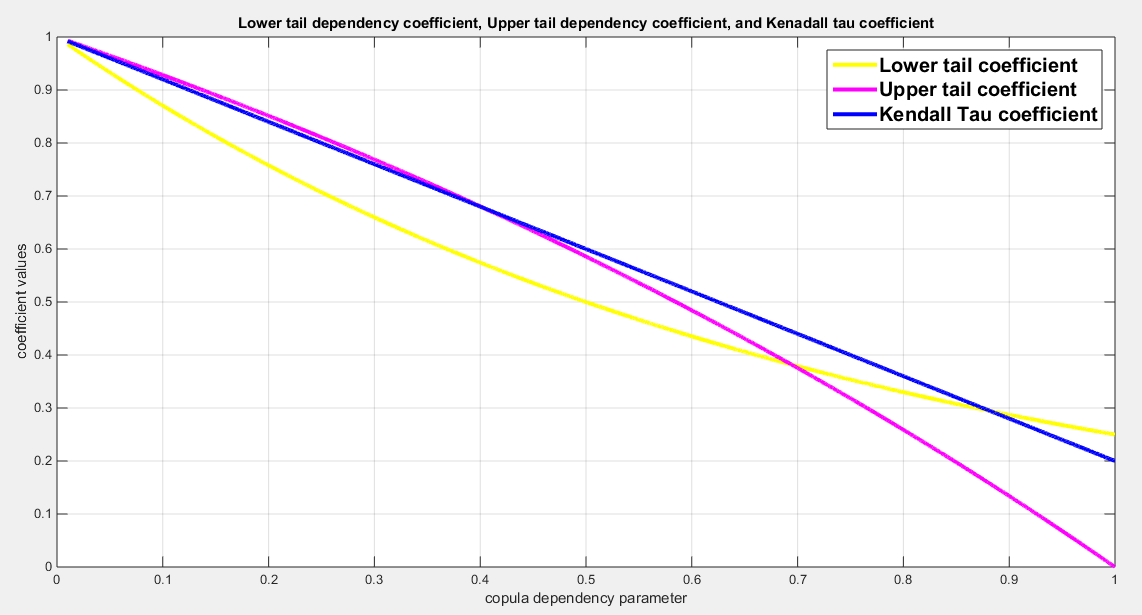 Lower tail dependency coefficient, Upper tail dependency coefficient, and Kenadall tau coefficient
Lower tail coefficient
Upper tail coefficient
Kendall Tau coefficient
coefficient values
1
0.9
0.8
0.7
0.6
0.5
0.4
0.3
0.2
0.1
0
0 0.1 0.2 0.3 0.4 0.5 0.6 0.7 0.8 0.9 1
copula dependency parameter